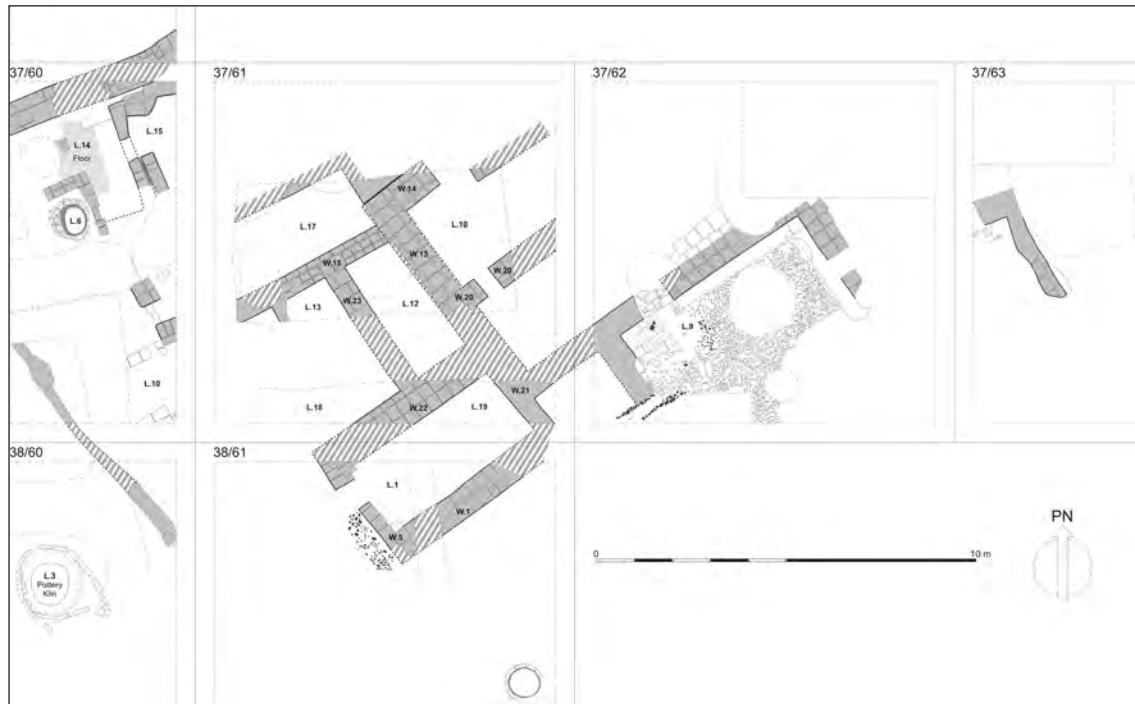 37/60
37/61
37/62
37/63
L.15
L.14
Floor
L.6
W.14
L.17
L.10
W.13
W.15
W.20
L.13
W.23
L.12
W.20
L.9
L.10
W.21
W.22
L.19
L.18
38/60
38/61
L.1
W.1
W.5
PN
0
10 m
L.3
Pottery
Kiln